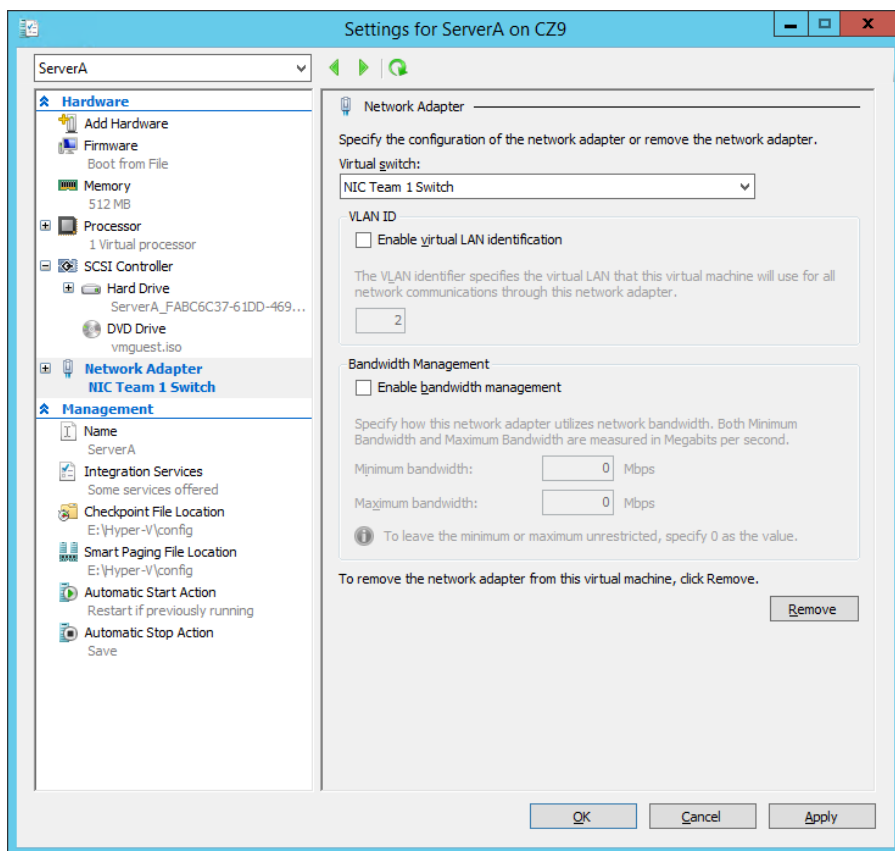 Settings for ServerA on CZ9
ServerA
Hardware
Add Hardware
Firmware
Boot from File
Memory
512 MB
Processor
1 Virtual processor
SCSI Controller
Hard Drive
ServerA_FABC6C37-61DD-469...
DVD Drive
vmguest.iso
Network Adapter
NIC Team 1 Switch
Management
Name
ServerA
Integration Services
Some services offered
Checkpoint File Location
E:\Hyper-V\config
Smart Paging File Location
E:\Hyper-V\config
Automatic Start Action
Restart if previously running
Automatic Stop Action
Save
Network Adapter
Specify the configuration of the network adapter or remove the network adapter.
Virtual switch:
NIC Team 1 Switch
VLAN ID
Enable virtual LAN identification
The VLAN identifier specifies the virtual LAN that this virtual machine will use for all
network communications through this network adapter.
2
Bandwidth Management
Enable bandwidth management
Specify how this network adapter utilizes network bandwidth. Both Minimum
Bandwidth and Maximum Bandwidth are measured in Megabits per second.
Minimum bandwidth: 0 Mbps
Maximum bandwidth: 0 Mbps
To leave the minimum or maximum unrestricted, specify 0 as the value.
To remove the network adapter from this virtual machine, click Remove.
Remove
OK Cancel Apply